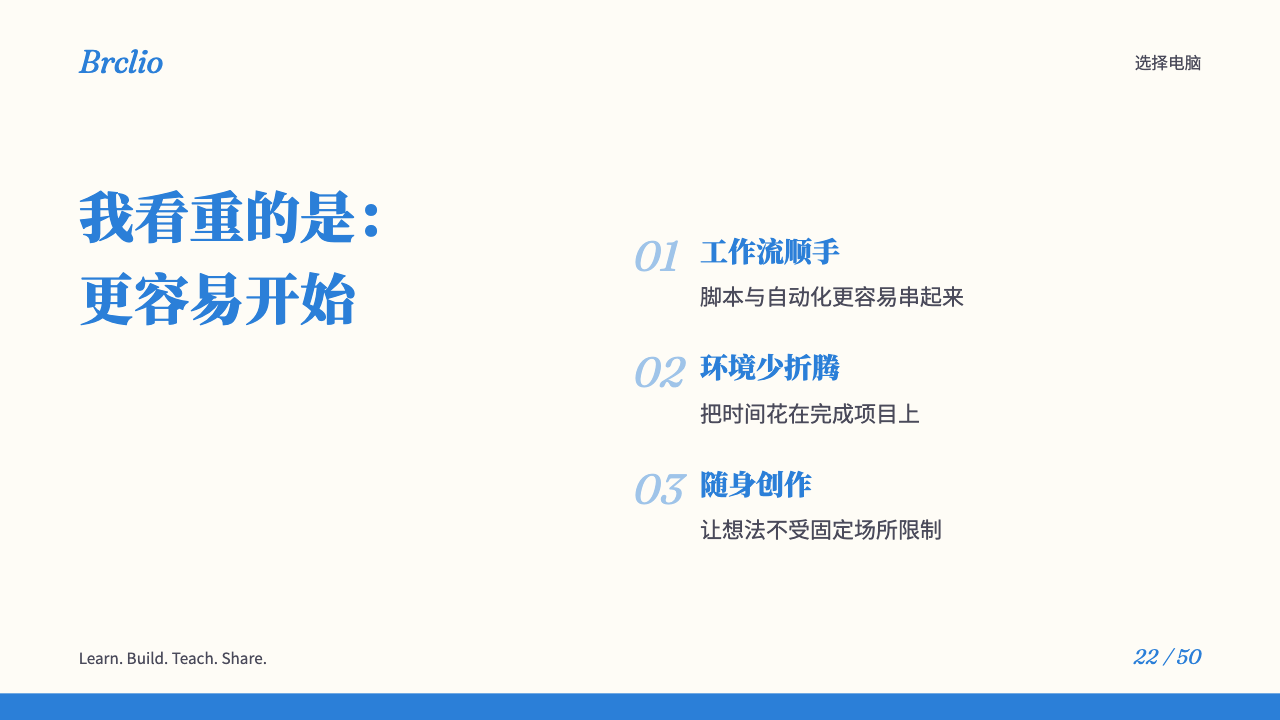 Brclio
选择电脑
我看重的是：
更容易开始
01 工作流顺手
脚本与自动化更容易串起来
02 环境少折腾
把时间花在完成项目上
03 随身创作
让想法不受固定场所限制
Learn. Build. Teach. Share.
22 / 50